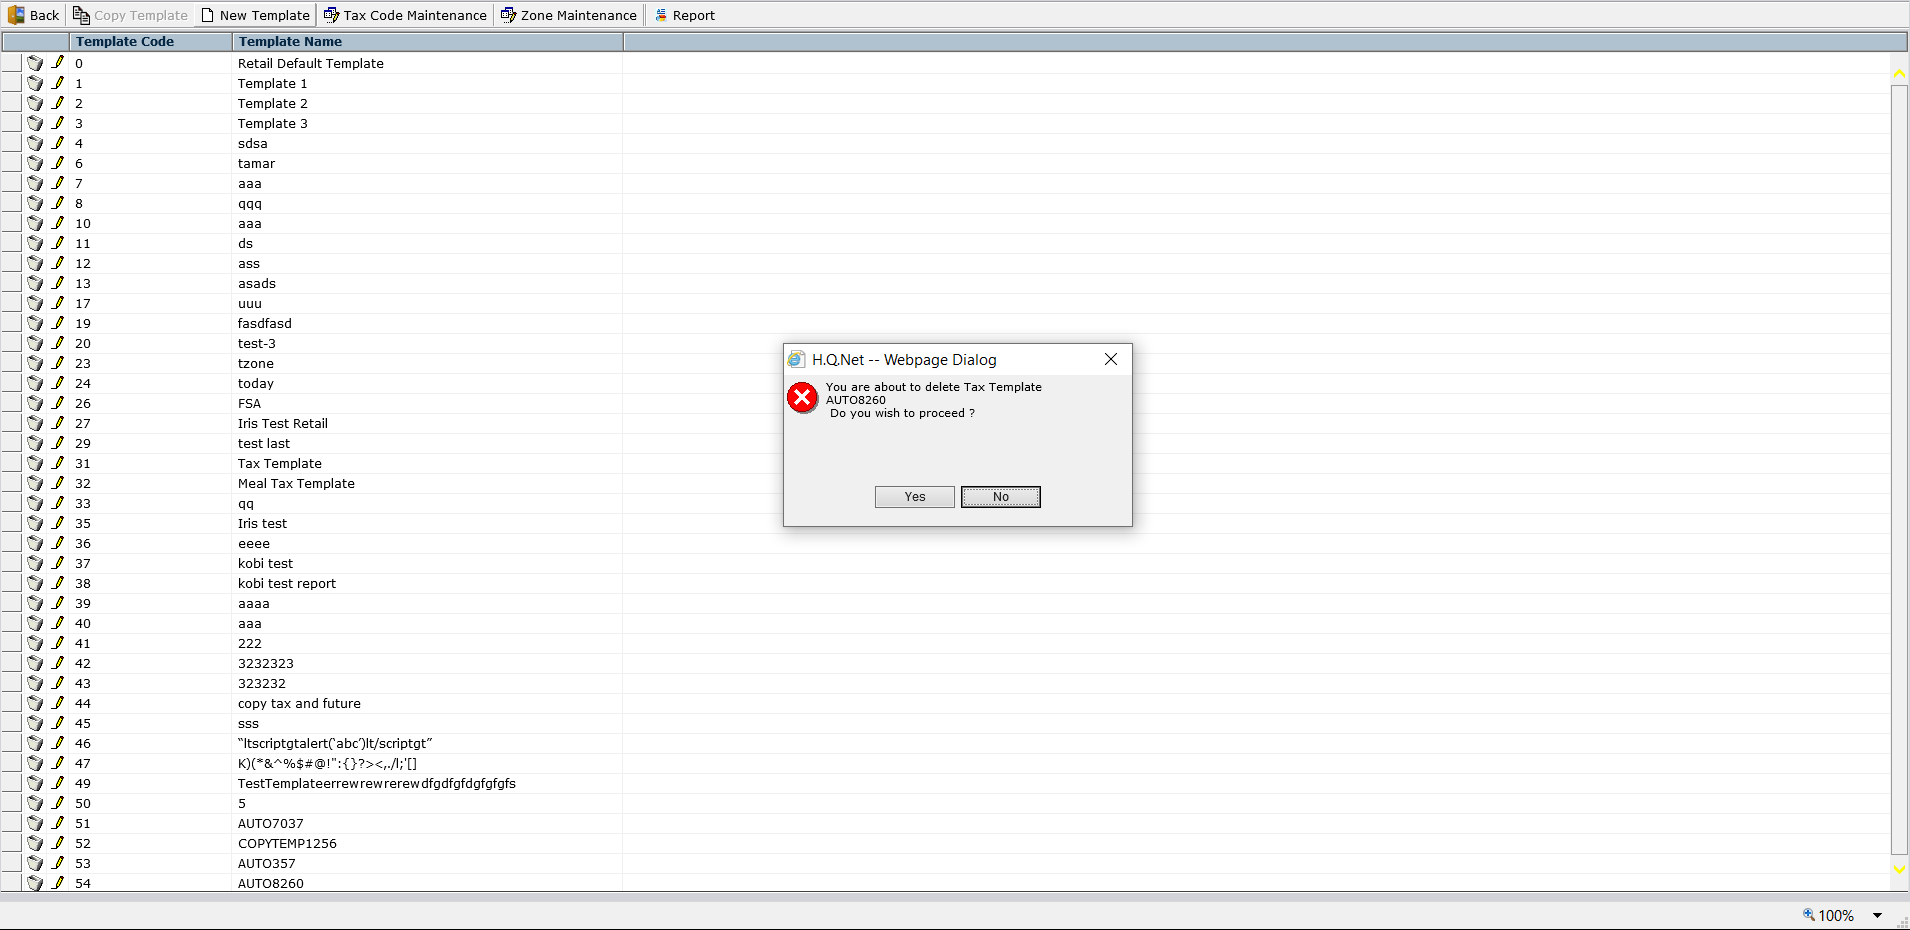 Back Copy Template New Template Tax Code Maintenance Zone Maintenance Report
Template Code Template Name
0 Retail Default Template
1 Template 1
2 Template 2
3 Template 3
4 sdsa
6 tamar
7 aaa
8 qqq
10 aaa
11 ds
12 ass
13 asads
17 uuu
19 fasdfasd
20 test-3
23 tzone
24 today
26 FSA
27 Iris Test Retail
29 test last
31 Tax Template
32 Meal Tax Template
33 qq
35 Iris test
36 eeee
37 kobi test
38 kobi test report
39 aaaa
40 aaa
41 222
42 3232323
43 323232
44 copy tax and future
45 sss
46 “ltscriptgtalert(‘abc’)lt/scriptgt”
47 K)(*&^%$#@!":{}?><,./l;'[]
49 TestTemplateerrewrewrerewdfgdfgfdgfgfgfs
50 5
51 AUTO7037
52 COPYTEMP1256
53 AUTO357
54 AUTO8260
H.Q.Net -- Webpage Dialog
You are about to delete Tax Template
AUTO8260
Do you wish to proceed ?
Yes No
100%